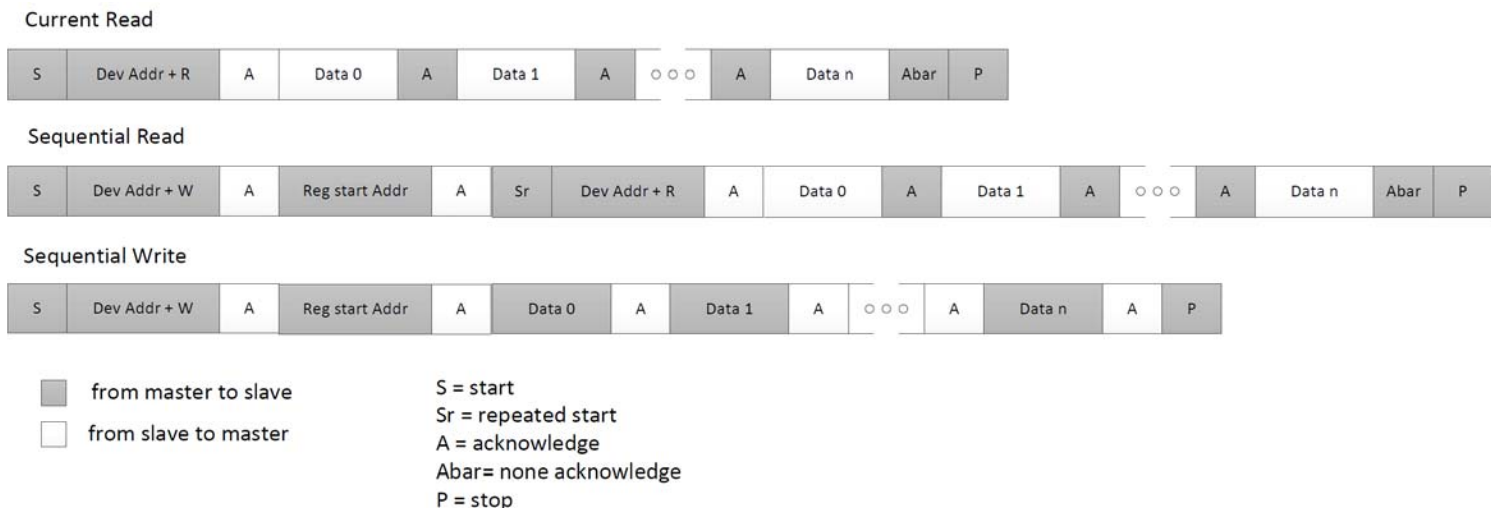 Current Read
S Dev Addr + R A Data 0 A Data 1 A A Data n Abar P
Sequential Read
S Dev Addr + W A Reg start Addr A Sr Dev Addr + R A Data 0 A Data 1 A A Data n Abar P
Sequential Write
S Dev Addr + W A Reg start Addr A Data 0 A Data 1 A A Data n A P
from master to slave
from slave to master
S = start
Sr = repeated start
A = acknowledge
Abar= none acknowledge
P = stop